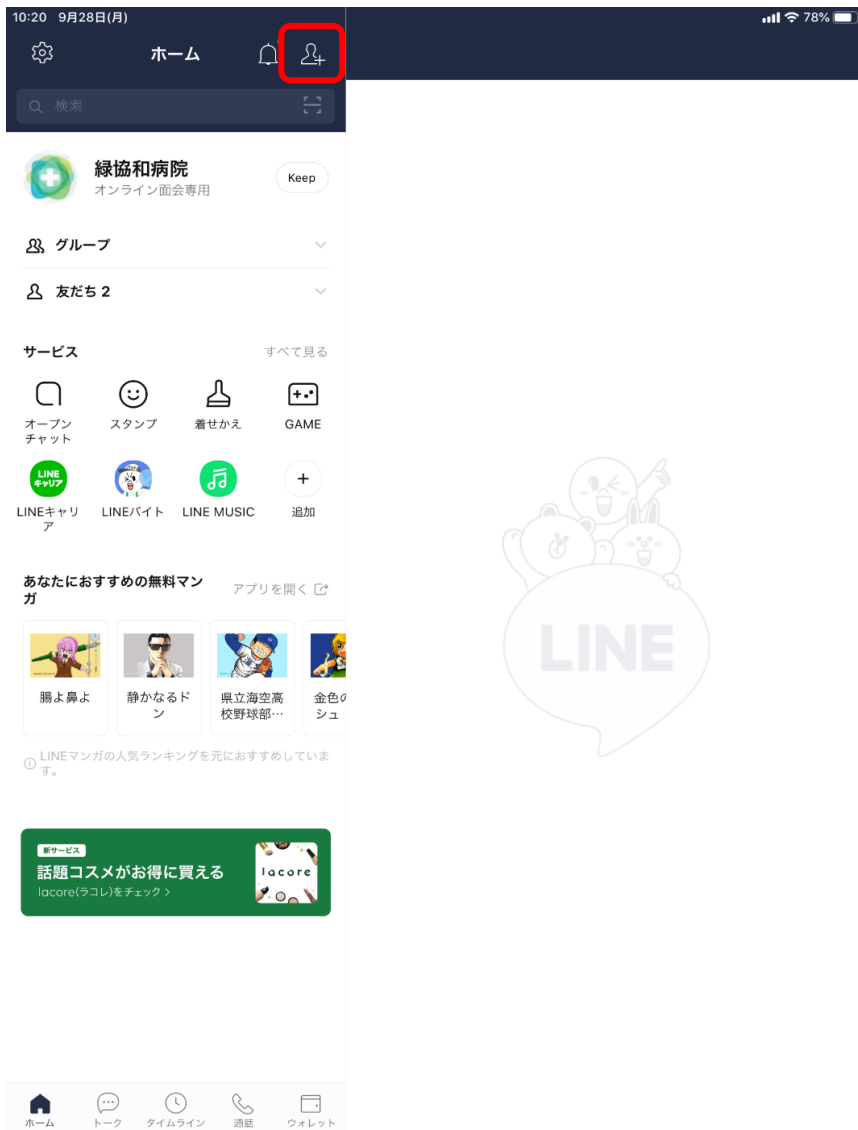 10:20 9月28日(月)
78%
ホーム
検索
緑協和病院
オンライン面会専用
Keep
グループ
友だち 2
サービス
すべて見る
オープン
チャット
スタンプ
着せかえ
GAME
LINE
キャリア
LINEキャリ
ア
LINEバイト
LINE MUSIC
追加
あなたにおすすめの無料マン
ガ
アプリを開く
腸よ鼻よ
静かなるド
ン
県立海空高
校野球部…
金色の
シュ
LINEマンガの人気ランキングを元におすすめしていま
す。
新サービス
話題コスメがお得に買える
lacore(ラコレ)をチェック >
lacore
LINE
ホーム
トーク
タイムライン
通話
ウォレット